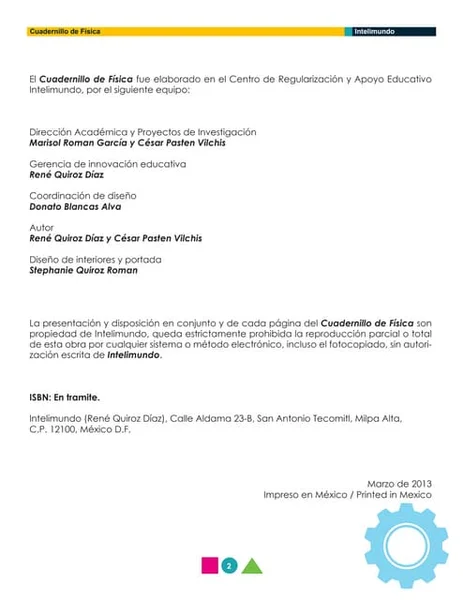 Cuadernillo de Física
Intelimundo
El Cuadernillo de Física fue elaborado en el Centro de Regularización y Apoyo Educativo
Intelimundo, por el siguiente equipo:
Dirección Académica y Proyectos de Investigación
Marisol Roman García y César Pasten Vilchis
Gerencia de innovación educativa
René Quiroz Díaz
Coordinación de diseño
Donato Blancas Alva
Autor
René Quiroz Díaz y César Pasten Vilchis
Diseño de interiores y portada
Stephanie Quiroz Roman
La presentación y disposición en conjunto y de cada página del Cuadernillo de Física son
propiedad de Intelimundo, queda estrictamente prohibida la reproducción parcial o total
de esta obra por cualquier sistema o método electrónico, incluso el fotocopiado, sin autori-
zación escrita de Intelimundo.
ISBN: En tramite.
Intelimundo (René Quiroz Díaz), Calle Aldama 23-B, San Antonio Tecomitl, Milpa Alta,
C.P. 12100, México D.F.
Marzo de 2013
Impreso en México / Printed in Mexico
2